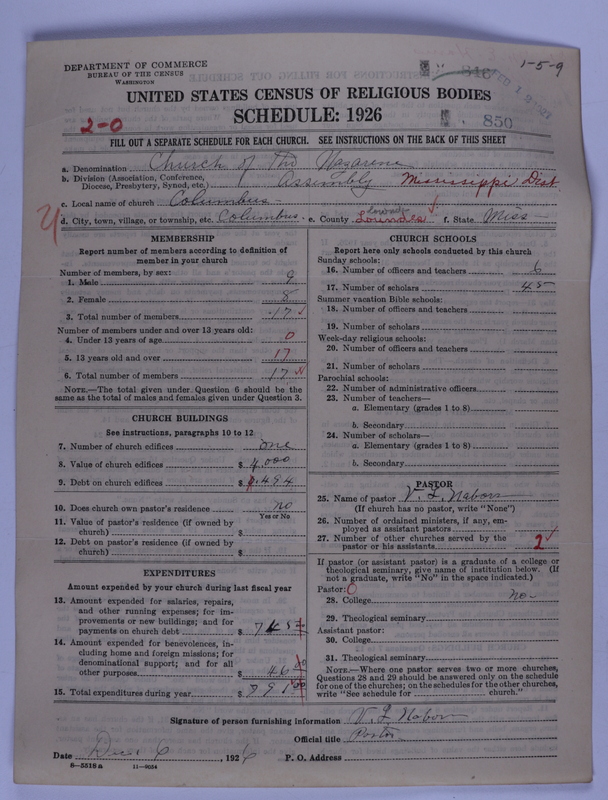 DEPARTMENT OF COMMERCE
BUREAU OF THE CENSUS
WASHINGTON
1-5-9
UNITED STATES CENSUS OF RELIGIOUS BODIES
SCHEDULE: 1926
2-0
850
FILL OUT A SEPARATE SCHEDULE FOR EACH CHURCH. SEE INSTRUCTIONS ON THE BACK OF THIS SHEET
a. Denomination Church of the Nazarene
b. Division (Association, Conference, Diocese, Presbytery, Synod, etc.) Assembly Mississippi Dist
c. Local name of church Columbus
d. City, town, village, or township, etc. Columbus e. County Lowndes f. State Miss
MEMBERSHIP
Report number of members according to definition of member in your church
Number of members, by sex:
1. Male 9
2. Female 8
3. Total number of members 17
Number of members under and over 13 years old:
4. Under 13 years of age 0
5. 13 years old and over 17
6. Total number of members 17
NOTE.—The total given under Question 6 should be the same as the total of males and females given under Question 3.
CHURCH BUILDINGS
See instructions, paragraphs 10 to 12
7. Number of church edifices one
8. Value of church edifices $ 4,000
9. Debt on church edifices $ 494
10. Does church own pastor's residence no
Yes or No
11. Value of pastor's residence (if owned by church) $
12. Debt on pastor's residence (if owned by church) $
EXPENDITURES
Amount expended by your church during last fiscal year
13. Amount expended for salaries, repairs, and other running expenses; for improvements or new buildings; and for payments on church debt $ 745
14. Amount expended for benevolences, including home and foreign missions; for denominational support; and for all other purposes $ 46
15. Total expenditures during year $ 791
CHURCH SCHOOLS
Report here only schools conducted by this church
Sunday schools:
16. Number of officers and teachers 6
17. Number of scholars 45
Summer vacation Bible schools:
18. Number of officers and teachers
19. Number of scholars
Week-day religious schools:
20. Number of officers and teachers
21. Number of scholars
Parochial schools:
22. Number of administrative officers
23. Number of teachers—
a. Elementary (grades 1 to 8)
b. Secondary
24. Number of scholars—
a. Elementary (grades 1 to 8)
b. Secondary
PASTOR
25. Name of pastor V. L. Nabors
(If church has no pastor, write "None")
26. Number of ordained ministers, if any, employed as assistant pastors
27. Number of other churches served by the pastor or his assistants 2
If pastor (or assistant pastor) is a graduate of a college or theological seminary, give name of institution below. (If not a graduate, write "No" in the space indicated.)
Pastor: 0
28. College no
29. Theological seminary
Assistant pastor:
30. College
31. Theological seminary
NOTE.—Where one pastor serves two or more churches, Questions 28 and 29 should be answered only on the schedule for one of the churches; on the schedules for the other churches, write "See schedule for ........ church."
Signature of person furnishing information V. L. Nabors
Official title Pastor
Date Dec 6, 1926 P. O. Address
8-5518a 11-9034